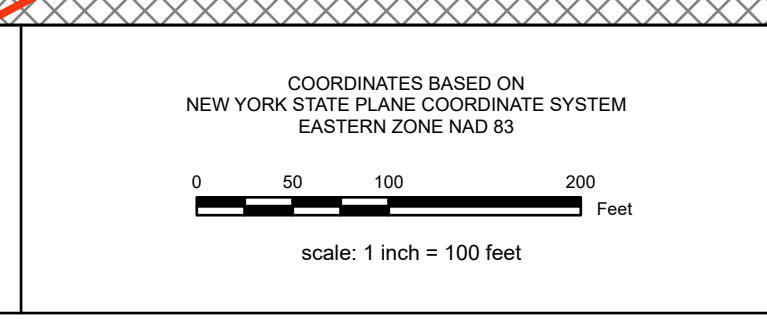 COORDINATES BASED ON
NEW YORK STATE PLANE COORDINATE SYSTEM
EASTERN ZONE NAD 83
0 50 100 200
Feet
scale: 1 inch = 100 feet